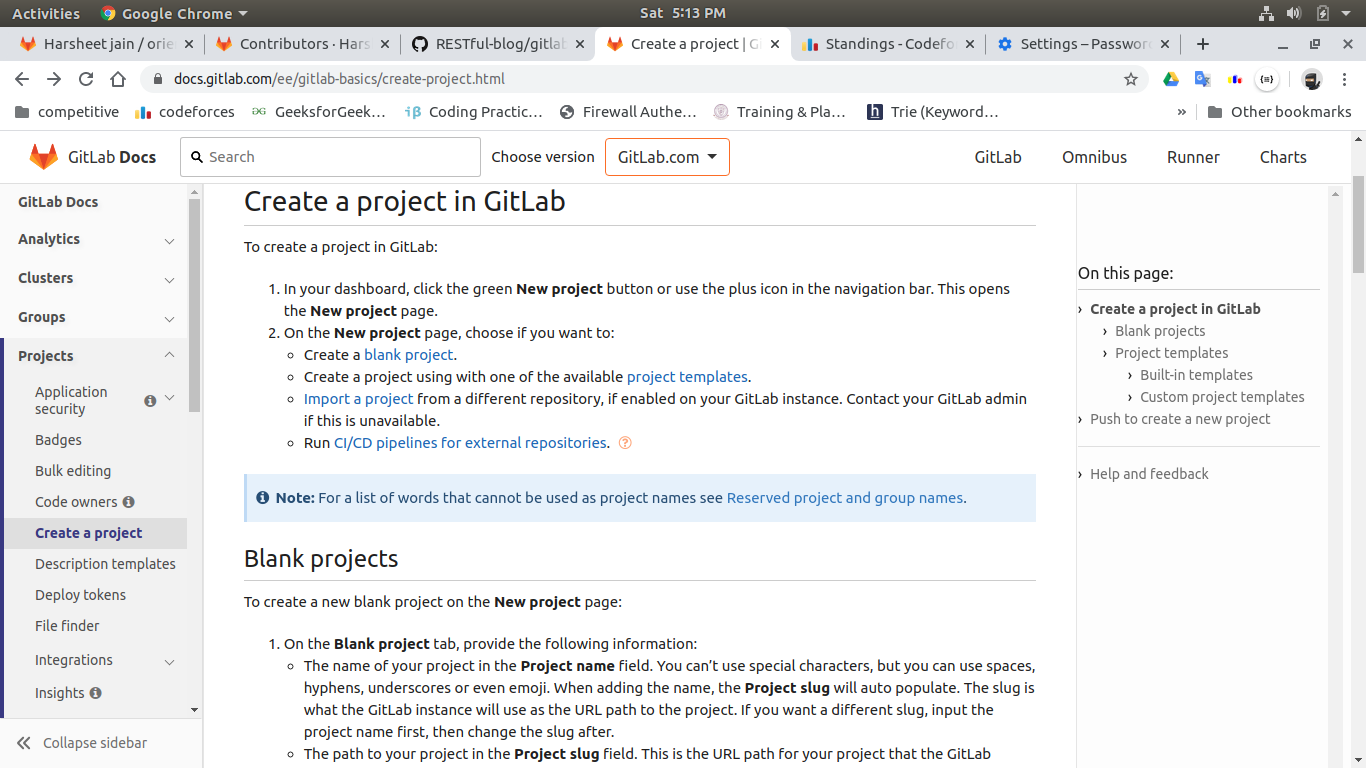 Activities Google Chrome Sat 5:13 PM
Harsheet jain / orie Contributors · Hars RESTful-blog/gitlab Create a project | G Standings - Codefo Settings – Passwor
docs.gitlab.com/ee/gitlab-basics/create-project.html
competitive codeforces GeeksforGeek... Coding Practic... Firewall Authe... Training & Pla... Trie (Keyword... » Other bookmarks
GitLab Docs Search Choose version GitLab.com GitLab Omnibus Runner Charts
GitLab Docs
Analytics
Clusters
Groups
Projects
Application
security
Badges
Bulk editing
Code owners
Create a project
Description templates
Deploy tokens
File finder
Integrations
Insights
Collapse sidebar
Create a project in GitLab
To create a project in GitLab:
1. In your dashboard, click the green New project button or use the plus icon in the navigation bar. This opens
the New project page.
2. On the New project page, choose if you want to:
Create a blank project.
Create a project using with one of the available project templates.
Import a project from a different repository, if enabled on your GitLab instance. Contact your GitLab admin
if this is unavailable.
Run CI/CD pipelines for external repositories.
Note: For a list of words that cannot be used as project names see Reserved project and group names.
Blank projects
To create a new blank project on the New project page:
1. On the Blank project tab, provide the following information:
The name of your project in the Project name field. You can’t use special characters, but you can use spaces,
hyphens, underscores or even emoji. When adding the name, the Project slug will auto populate. The slug is
what the GitLab instance will use as the URL path to the project. If you want a different slug, input the
project name first, then change the slug after.
The path to your project in the Project slug field. This is the URL path for your project that the GitLab
On this page:
Create a project in GitLab
Blank projects
Project templates
Built-in templates
Custom project templates
Push to create a new project
Help and feedback